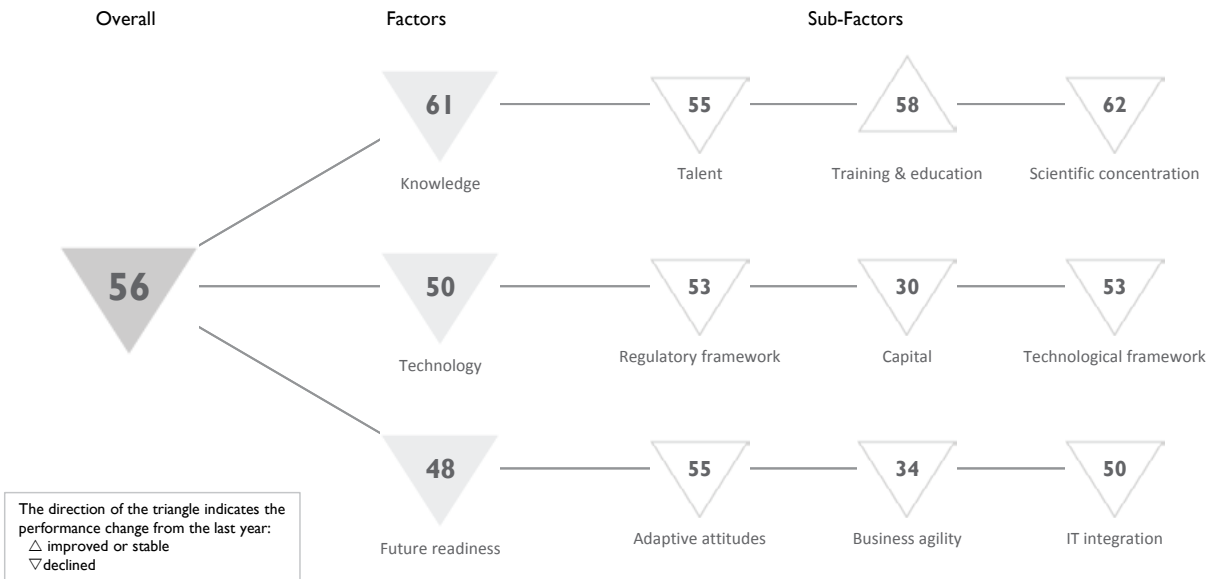 Overall Factors Sub-Factors
61 55 58 62
Knowledge Talent Training & education Scientific concentration
56 50 53 30 53
Technology Regulatory framework Capital Technological framework
48 55 34 50
Future readiness Adaptive attitudes Business agility IT integration
The direction of the triangle indicates the
performance change from the last year:
△ improved or stable
▽declined